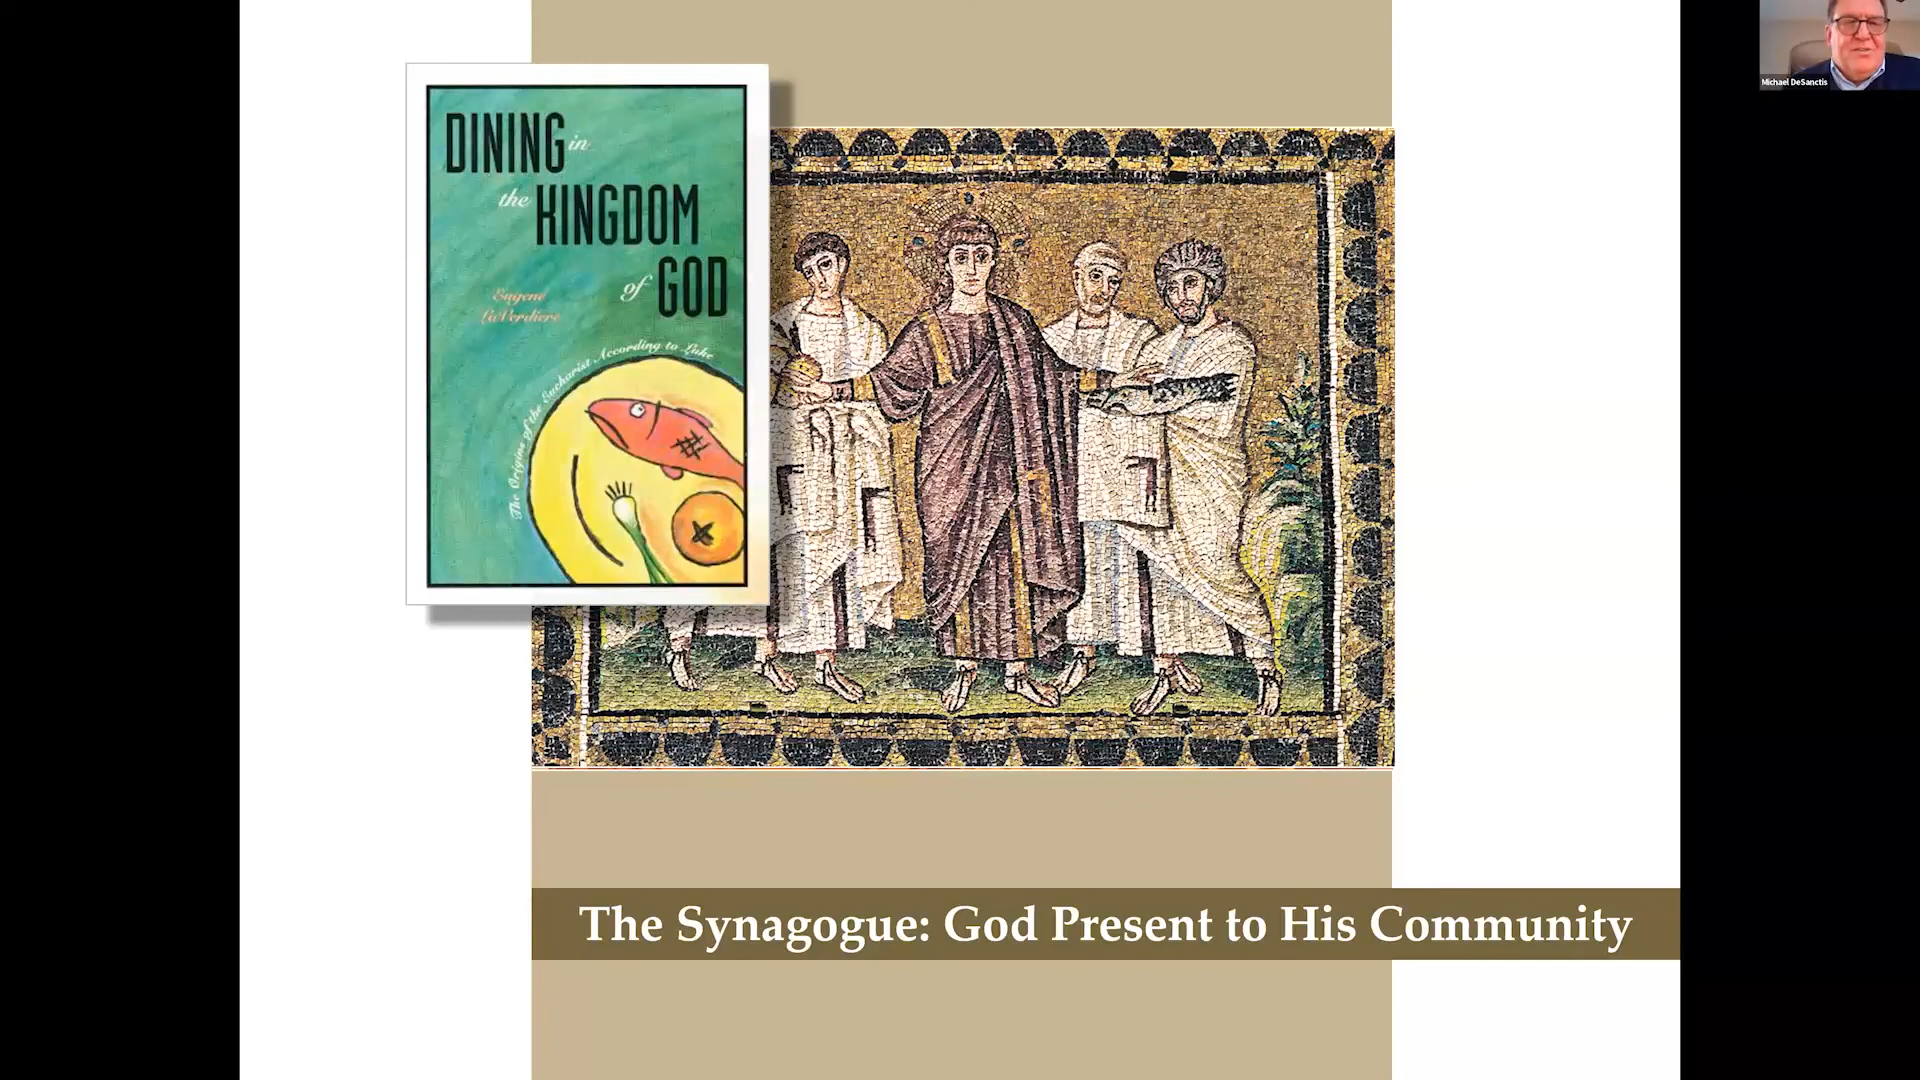 Michael DeSanctis
DINING in
the KINGDOM
of GOD
Eugene
LaVerdiere
The Origins of the Eucharist According to Luke
The Synagogue: God Present to His Community